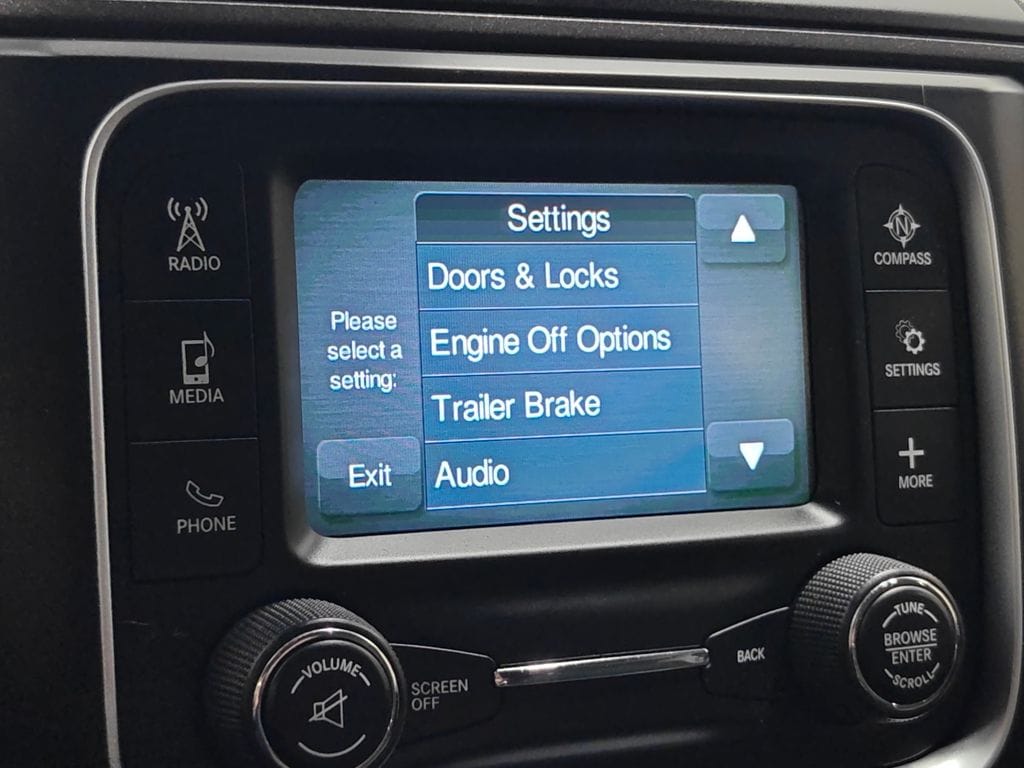 RADIO
MEDIA
PHONE
Settings
Doors & Locks
Engine Off Options
Trailer Brake
Audio
Please
select a
setting:
Exit
N
COMPASS
SETTINGS
MORE
VOLUME
SCREEN
OFF
BACK
TUNE
BROWSE
ENTER
SCROLL